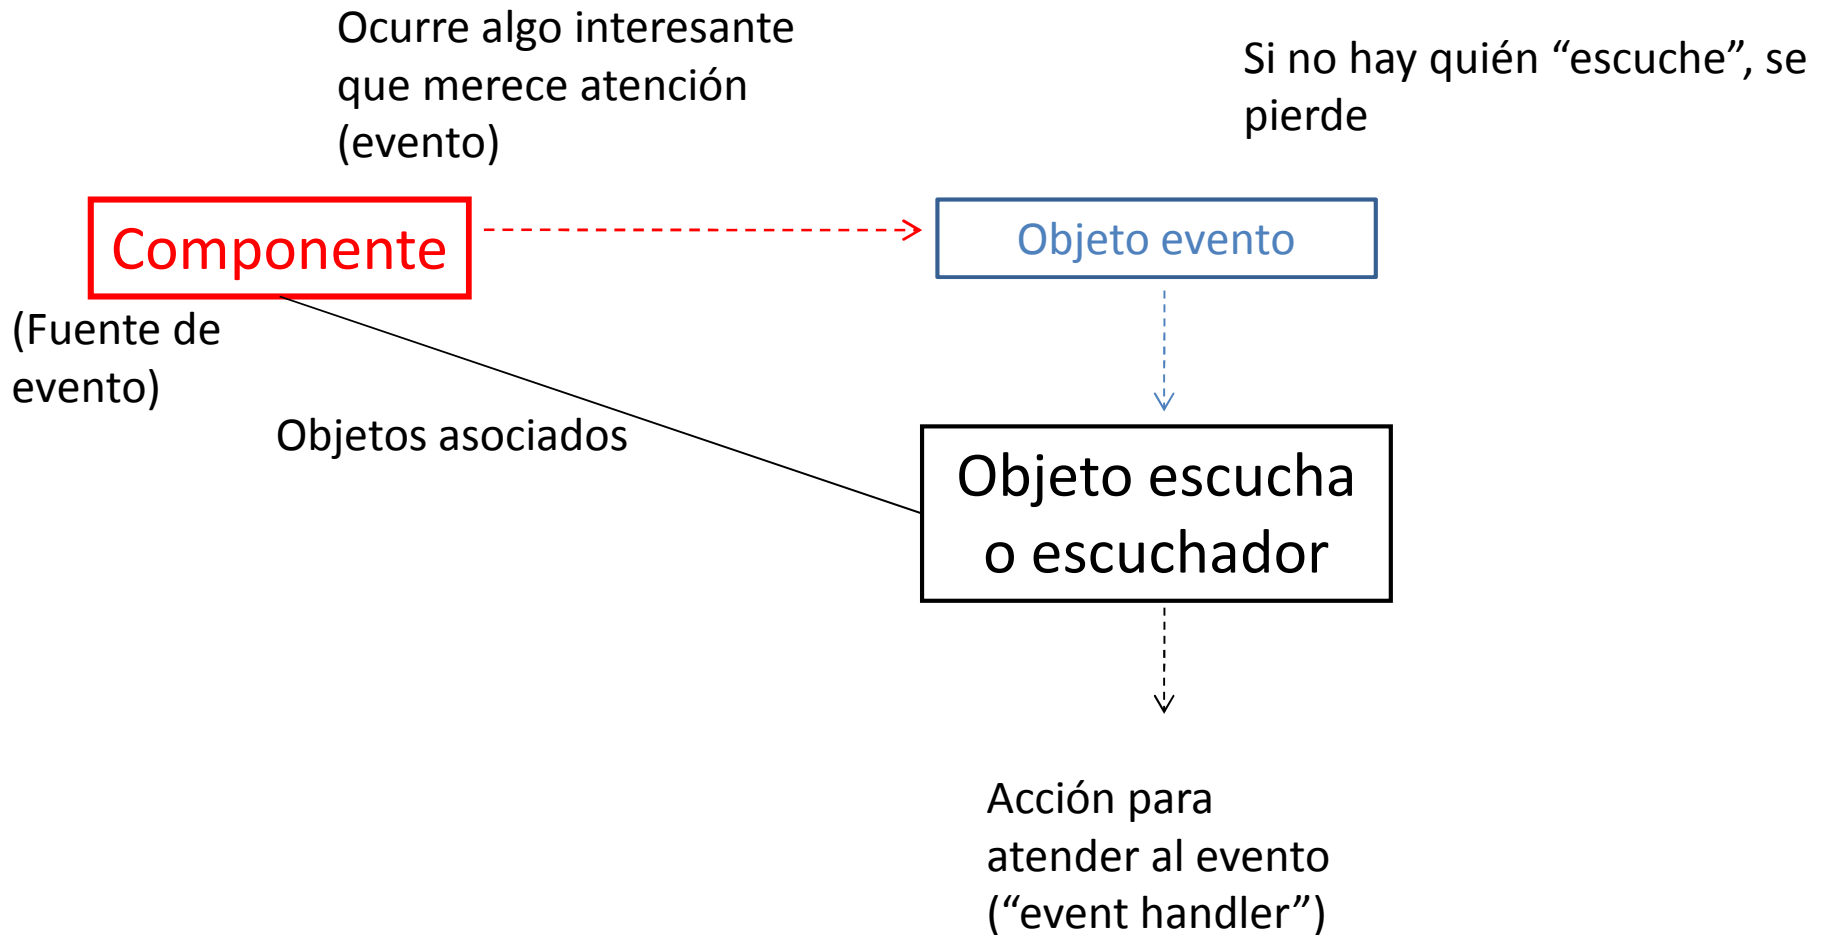 Ocurre algo interesante
que merece atención
(evento)
Si no hay quién “escuche”, se
pierde
Componente
Objeto evento
(Fuente de
evento)
Objetos asociados
Objeto escucha
o escuchador
Acción para
atender al evento
(“event handler”)